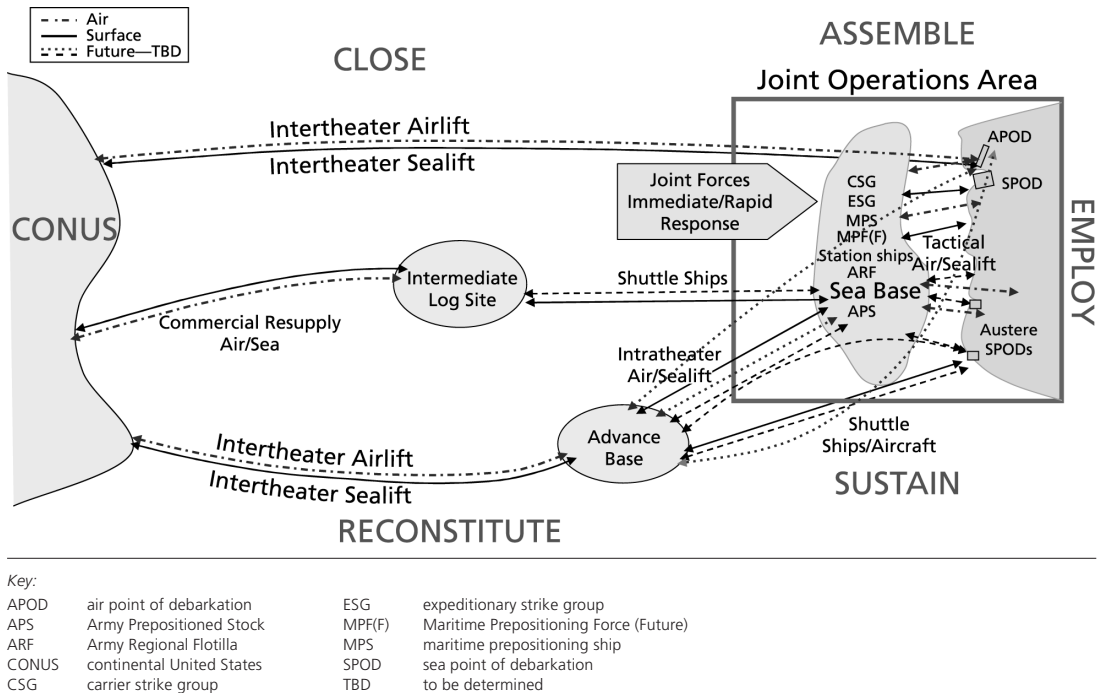 Air
Surface
Future—TBD
CLOSE
ASSEMBLE
Joint Operations Area
Intertheater Airlift
Intertheater Sealift
APOD
SPOD
Joint Forces
Immediate/Rapid
Response
CSG
ESG
MPS
MPF(F)
Station ships
ARF
Sea Base
APS
Tactical
Air/Sealift
EMPLOY
CONUS
Intermediate
Log Site
Shuttle Ships
Commercial Resupply
Air/Sea
Austere
SPODs
Intratheater
Air/Sealift
Advance
Base
Shuttle
Ships/Aircraft
Intertheater Airlift
Intertheater Sealift
SUSTAIN
RECONSTITUTE
Key:
APOD air point of debarkation
APS Army Prepositioned Stock
ARF Army Regional Flotilla
CONUS continental United States
CSG carrier strike group
ESG expeditionary strike group
MPF(F) Maritime Prepositioning Force (Future)
MPS maritime prepositioning ship
SPOD sea point of debarkation
TBD to be determined